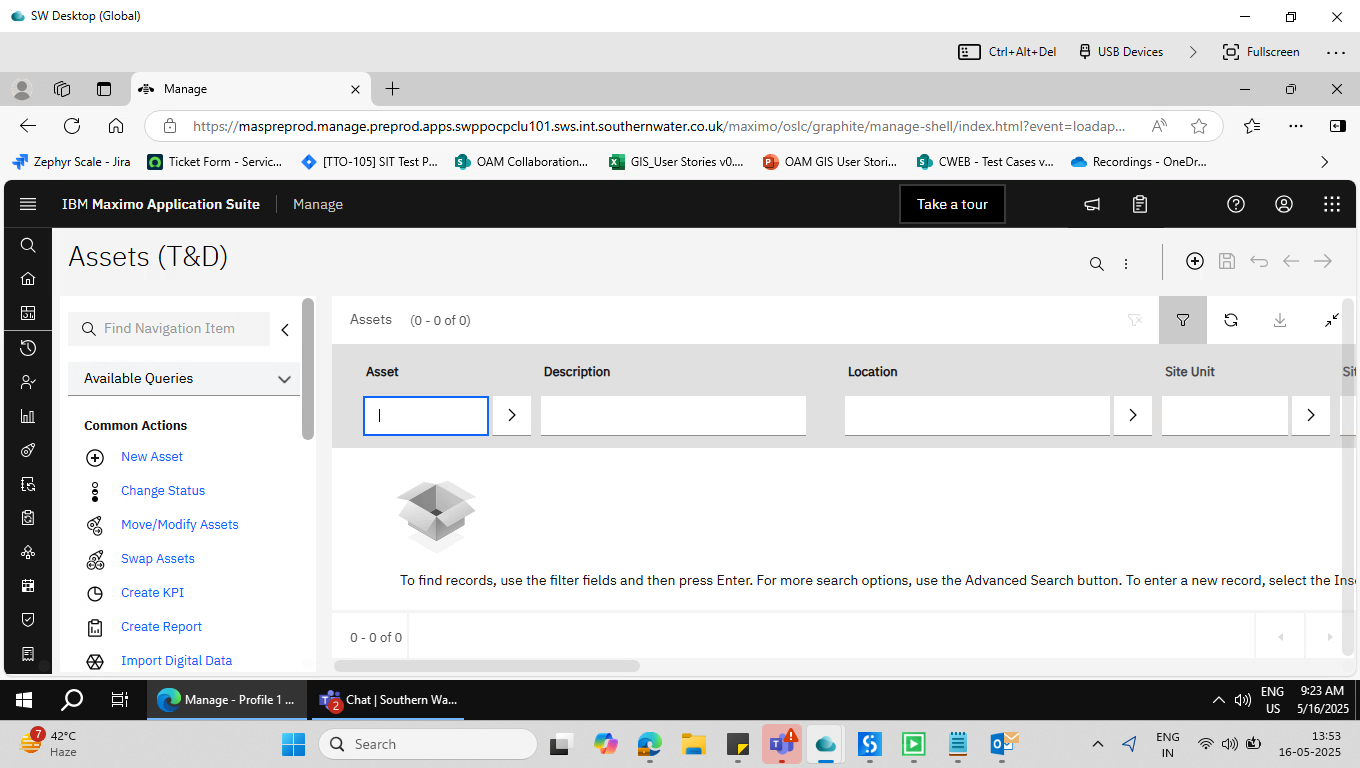 SW Desktop (Global)
Ctrl+Alt+Del USB Devices Fullscreen
Manage
https://maspreprod.manage.preprod.apps.swppocpclu101.sws.int.southernwater.co.uk/maximo/oslc/graphite/manage-shell/index.html?event=loadap...
Zephyr Scale - Jira Ticket Form - Servic... [TTO-105] SIT Test P... OAM Collaboration... GIS_User Stories v0.... OAM GIS User Stori... CWEB - Test Cases v... Recordings - OneDr...
IBM Maximo Application Suite Manage Take a tour
Assets (T&D)
Find Navigation Item
Available Queries
Common Actions
New Asset
Change Status
Move/Modify Assets
Swap Assets
Create KPI
Create Report
Import Digital Data
Assets (0 - 0 of 0)
Asset Description Location Site Unit Sit
To find records, use the filter fields and then press Enter. For more search options, use the Advanced Search button. To enter a new record, select the Inse
0 - 0 of 0
Manage - Profile 1 ... 2 Chat | Southern Wa... ENG US 9:23 AM 5/16/2025
7 42°C Haze Search ENG IN 13:53 16-05-2025